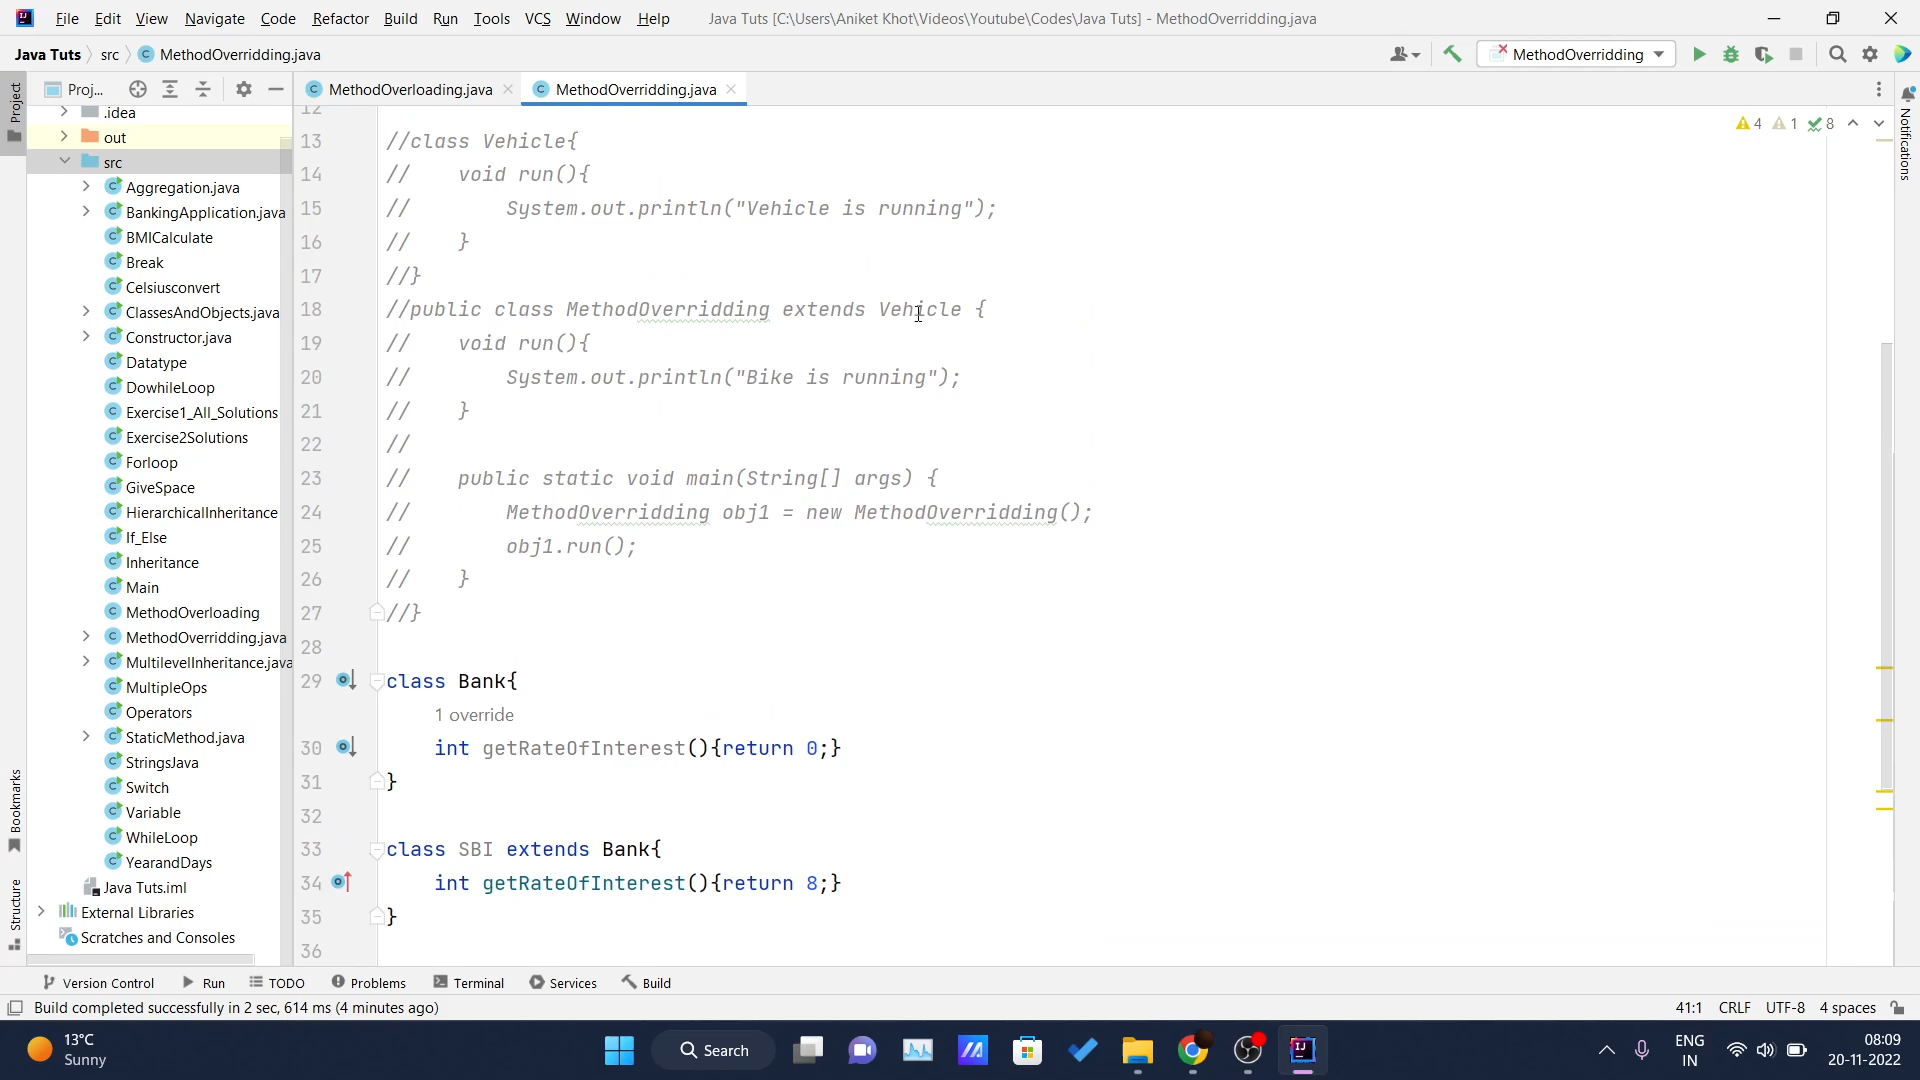 File Edit View Navigate Code Refactor Build Run Tools VCS Window Help Java Tuts [C:\Users\Aniket Khot\Videos\Youtube\Codes\Java Tuts] - MethodOverridding.java
Java Tuts src MethodOverridding.java MethodOverridding
Project Proj... MethodOverloading.java MethodOverridding.java Notifications
4 1 8
.idea
out
src
Aggregation.java
BankingApplication.java
BMICalculate
Break
Celsiusconvert
ClassesAndObjects.java
Constructor.java
Datatype
DowhileLoop
Exercise1_All_Solutions
Exercise2Solutions
Forloop
GiveSpace
HierarchicalInheritance
If_Else
Inheritance
Main
MethodOverloading
MethodOverridding.java
MultilevelInheritance.java
MultipleOps
Operators
StaticMethod.java
StringsJava
Switch
Variable
WhileLoop
YearandDays
Java Tuts.iml
External Libraries
Scratches and Consoles
Bookmarks
Structure
12
13 //class Vehicle{
14 //    void run(){
15 //        System.out.println("Vehicle is running");
16 //    }
17 //}
18 //public class MethodOverridding extends Vehicle {
19 //    void run(){
20 //        System.out.println("Bike is running");
21 //    }
22 //
23 //    public static void main(String[] args) {
24 //        MethodOverridding obj1 = new MethodOverridding();
25 //        obj1.run();
26 //    }
27 //}
28
29 class Bank{
1 override
30     int getRateOfInterest(){return 0;}
31 }
32
33 class SBI extends Bank{
34     int getRateOfInterest(){return 8;}
35 }
36
Version Control Run TODO Problems Terminal Services Build
Build completed successfully in 2 sec, 614 ms (4 minutes ago) 41:1 CRLF UTF-8 4 spaces
13°C
Sunny
Search
ENG
IN
08:09
20-11-2022